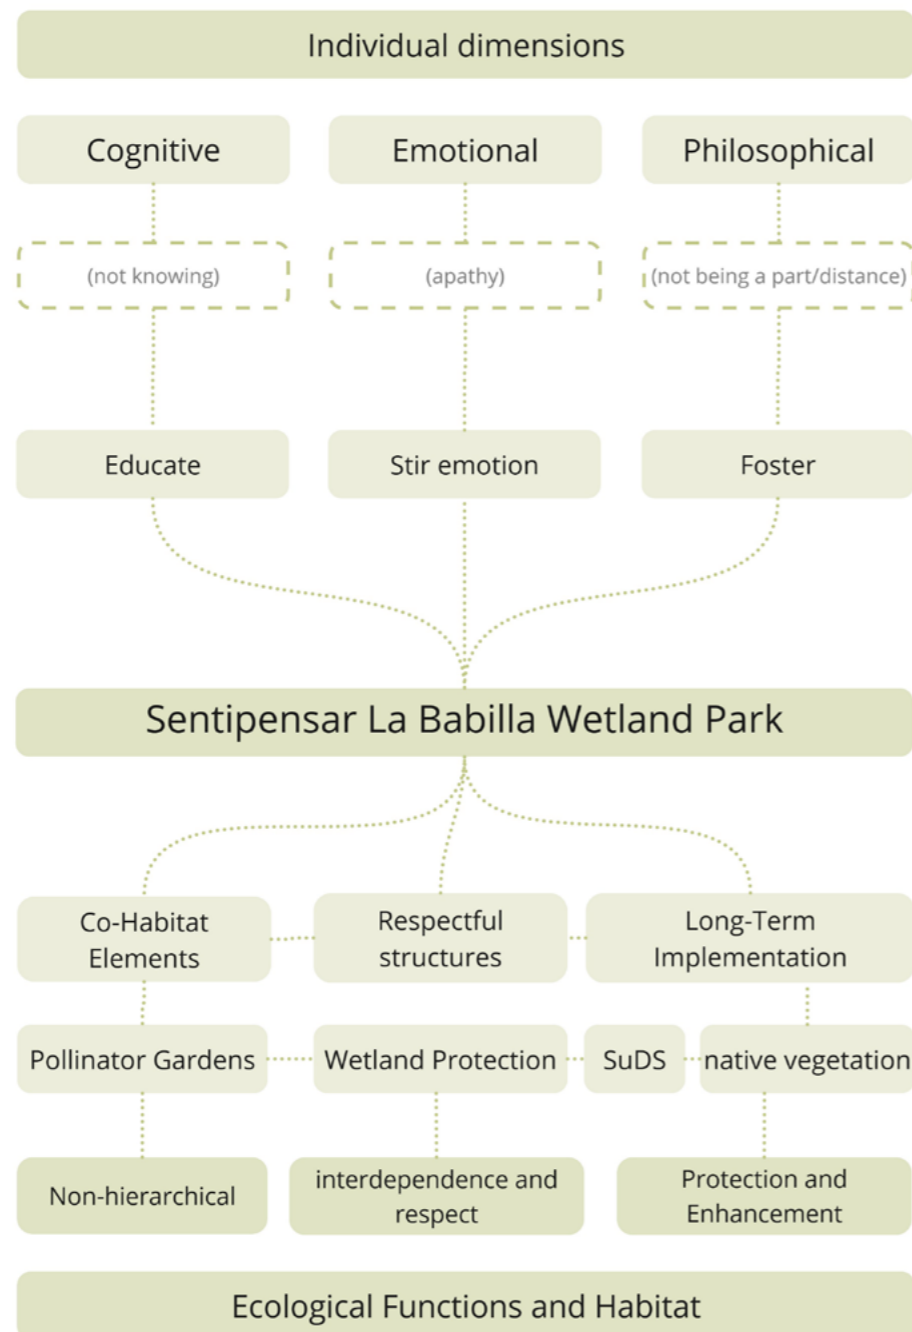 Individual dimensions
Cognitive
Emotional
Philosophical
(not knowing)
(apathy)
(not being a part/distance)
Educate
Stir emotion
Foster
Sentipensar La Babilla Wetland Park
Co-Habitat
Elements
Respectful
structures
Long-Term
Implementation
Pollinator Gardens
Wetland Protection
SuDS
native vegetation
Non-hierarchical
interdependence and
respect
Protection and
Enhancement
Ecological Functions and Habitat